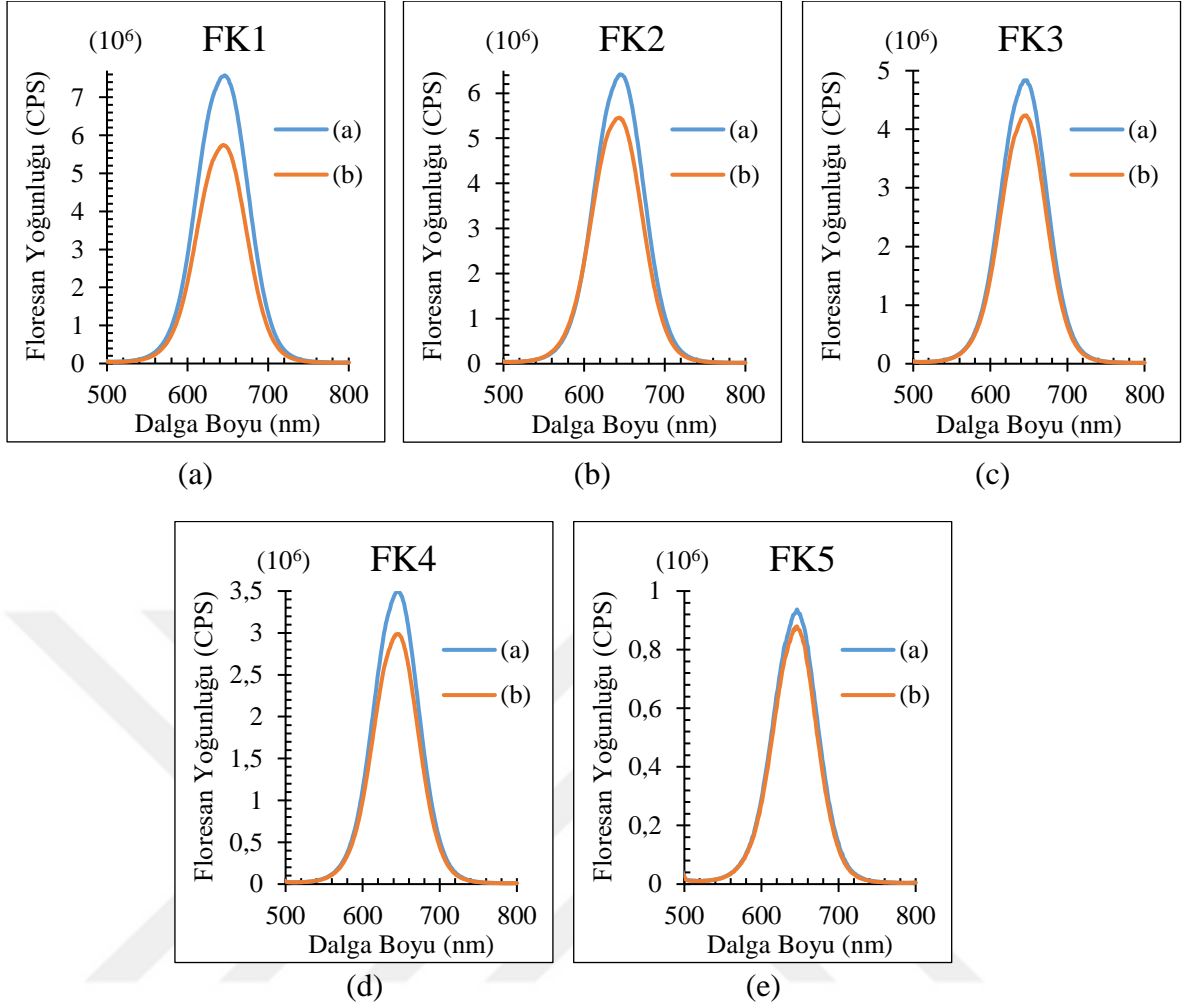 (10⁶) FK1
Floresan Yoğunluğu (CPS)
7
6
5
4
3
2
1
0
500 600 700 800
Dalga Boyu (nm)
(a)
(b)
(a)
(10⁶) FK2
Floresan Yoğunluğu (CPS)
6
5
4
3
2
1
0
500 600 700 800
Dalga Boyu (nm)
(a)
(b)
(b)
(10⁶) FK3
Floresan Yoğunluğu (CPS)
5
4
3
2
1
0
500 600 700 800
Dalga Boyu (nm)
(a)
(b)
(c)
(10⁶) FK4
Floresan Yoğunluğu (CPS)
3,5
3
2,5
2
1,5
1
0,5
0
500 600 700 800
Dalga Boyu (nm)
(a)
(b)
(d)
(10⁶) FK5
Floresan Yoğunluğu (CPS)
1
0,8
0,6
0,4
0,2
0
500 600 700 800
Dalga Boyu (nm)
(a)
(b)
(e)